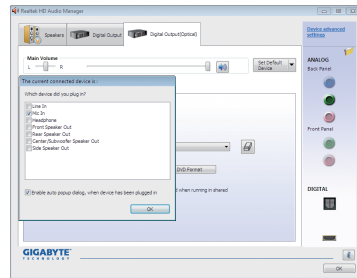 Realtek HD Audio Manager
Speakers
Digital Output
Digital Output(Optical)
Device advanced
settings
Main Volume
L
R
Set Default
Device
ANALOG
Back Panel
The current connected device is:
Which device did you plug in?
Line In
Mic In
Headphone
Front Speaker Out
Rear Speaker Out
Center/Subwoofer Speaker Out
Side Speaker Out
Front Panel
DVD Format
Enable auto popup dialog, when device has been plugged in
d when running in shared
DIGITAL
OK
GIGABYTE
TECHNOLOGY
OK